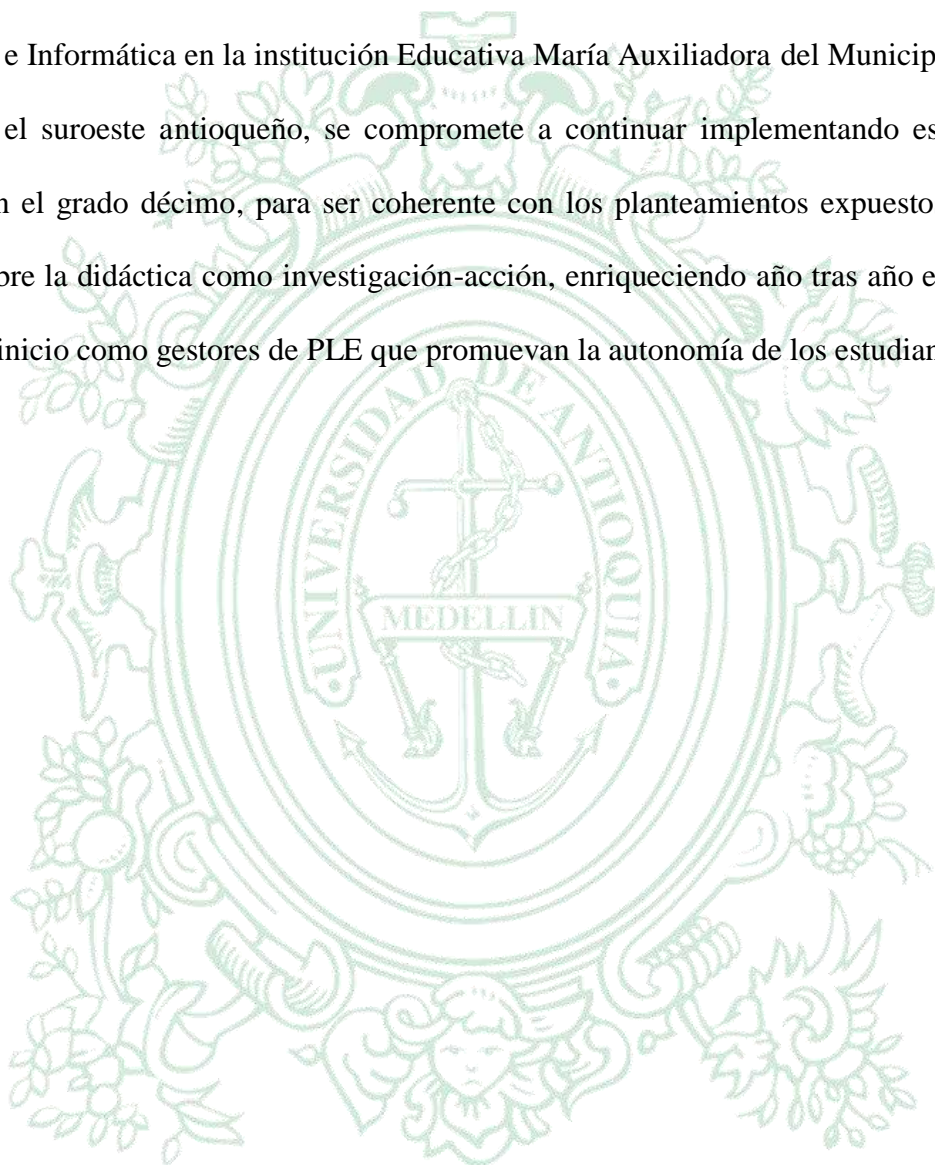 e Informática en la institución Educativa María Auxiliadora del Municip
el suroeste antioqueño, se compromete a continuar implementando es
n el grado décimo, para ser coherente con los planteamientos expuesto
bre la didáctica como investigación-acción, enriqueciendo año tras año e
inicio como gestores de PLE que promuevan la autonomía de los estudian
UNIVERSIDAD DE ANTIOQUIA
MEDELLIN